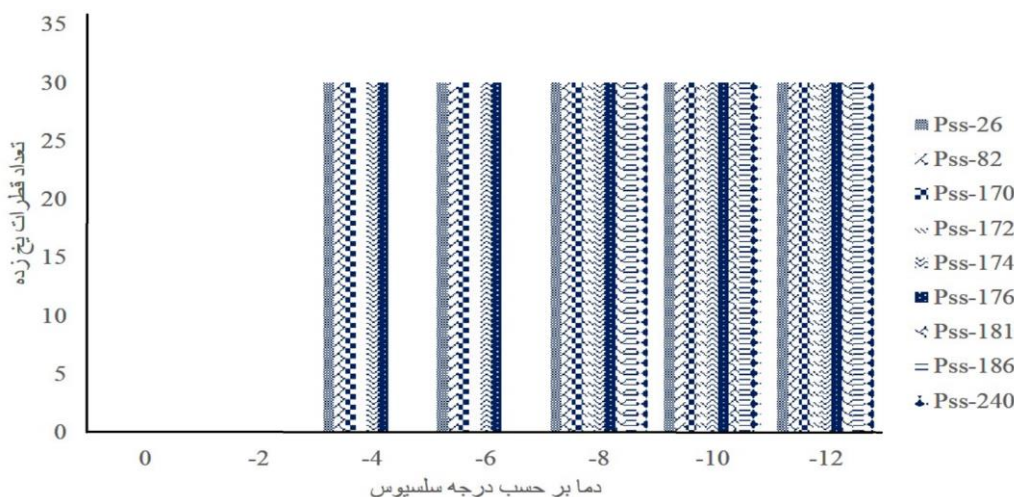 35
30
25
20
15
10
5
0
تعداد قطرات یخ زده
0 -2 -4 -6 -8 -10 -12
دما بر حسب درجه سلسیوس
Pss-26
Pss-82
Pss-170
Pss-172
Pss-174
Pss-176
Pss-181
Pss-186
Pss-240